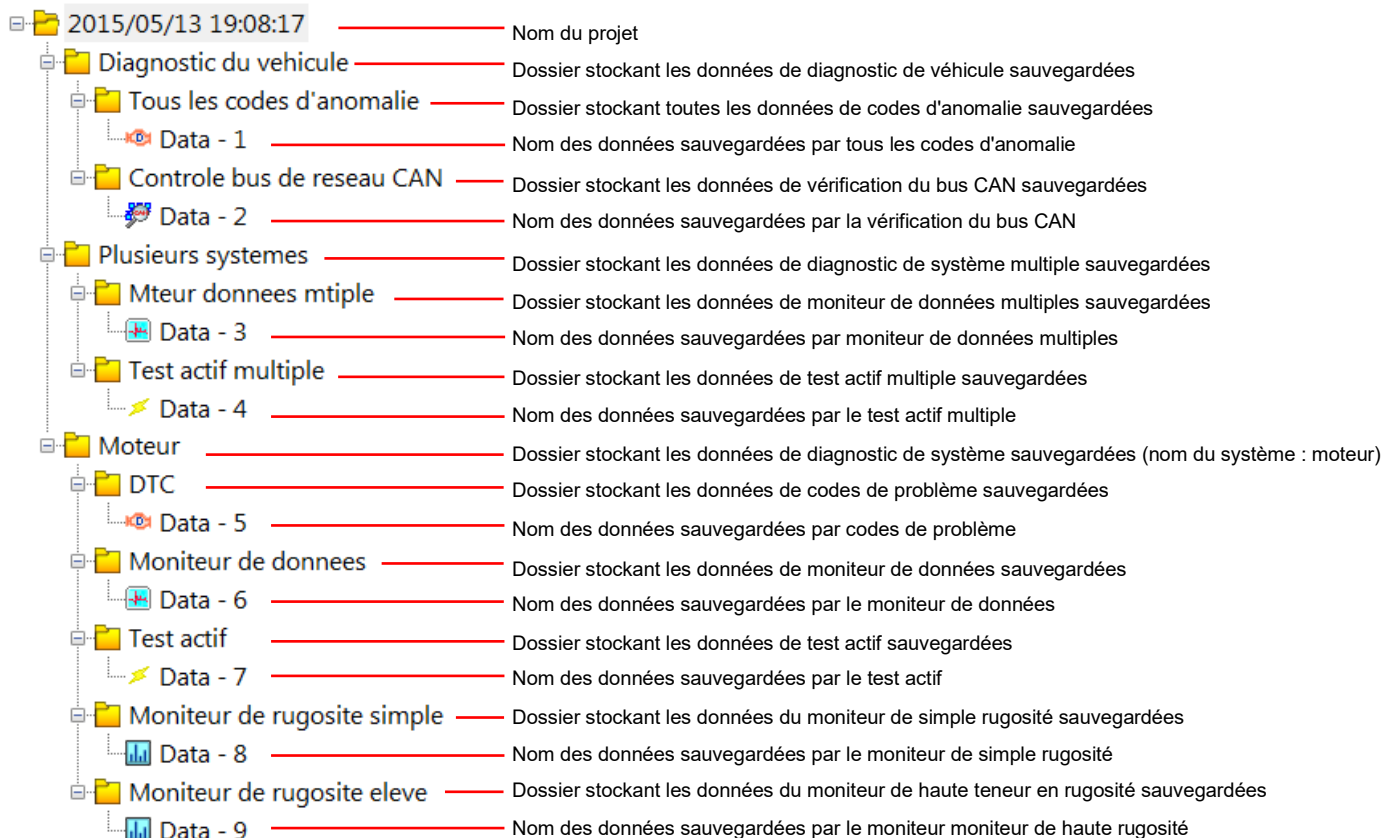 2015/05/13 19:08:17 Nom du projet
Diagnostic du vehicule Dossier stockant les données de diagnostic de véhicule sauvegardées
Tous les codes d'anomalie Dossier stockant toutes les données de codes d'anomalie sauvegardées
Data - 1 Nom des données sauvegardées par tous les codes d'anomalie
Controle bus de reseau CAN Dossier stockant les données de vérification du bus CAN sauvegardées
Data - 2 Nom des données sauvegardées par la vérification du bus CAN
Plusieurs systemes Dossier stockant les données de diagnostic de système multiple sauvegardées
Mteur donnees mtiple Dossier stockant les données de moniteur de données multiples sauvegardées
Data - 3 Nom des données sauvegardées par moniteur de données multiples
Test actif multiple Dossier stockant les données de test actif multiple sauvegardées
Data - 4 Nom des données sauvegardées par le test actif multiple
Moteur Dossier stockant les données de diagnostic de système sauvegardées (nom du système : moteur)
DTC Dossier stockant les données de codes de problème sauvegardées
Data - 5 Nom des données sauvegardées par codes de problème
Moniteur de donnees Dossier stockant les données de moniteur de données sauvegardées
Data - 6 Nom des données sauvegardées par le moniteur de données
Test actif Dossier stockant les données de test actif sauvegardées
Data - 7 Nom des données sauvegardées par le test actif
Moniteur de rugosite simple Dossier stockant les données du moniteur de simple rugosité sauvegardées
Data - 8 Nom des données sauvegardées par le moniteur de simple rugosité
Moniteur de rugosite eleve Dossier stockant les données du moniteur de haute teneur en rugosité sauvegardées
Data - 9 Nom des données sauvegardées par le moniteur moniteur de haute rugosité